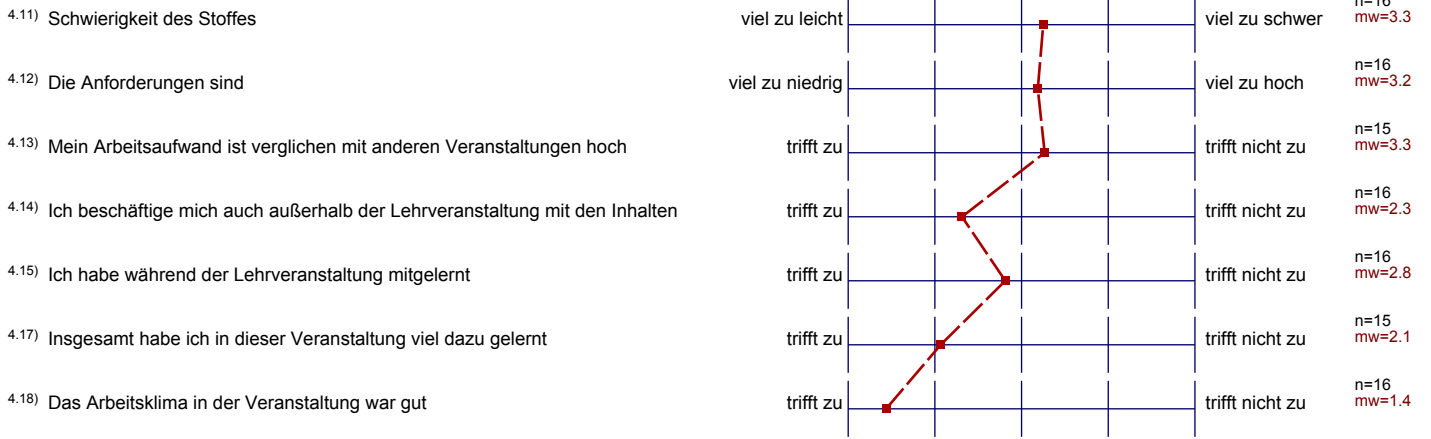 4.11) Schwierigkeit des Stoffes viel zu leicht viel zu schwer n=16 mw=3.3
4.12) Die Anforderungen sind viel zu niedrig viel zu hoch n=16 mw=3.2
4.13) Mein Arbeitsaufwand ist verglichen mit anderen Veranstaltungen hoch trifft zu trifft nicht zu n=15 mw=3.3
4.14) Ich beschäftige mich auch außerhalb der Lehrveranstaltung mit den Inhalten trifft zu trifft nicht zu n=16 mw=2.3
4.15) Ich habe während der Lehrveranstaltung mitgelernt trifft zu trifft nicht zu n=16 mw=2.8
4.17) Insgesamt habe ich in dieser Veranstaltung viel dazu gelernt trifft zu trifft nicht zu n=15 mw=2.1
4.18) Das Arbeitsklima in der Veranstaltung war gut trifft zu trifft nicht zu n=16 mw=1.4